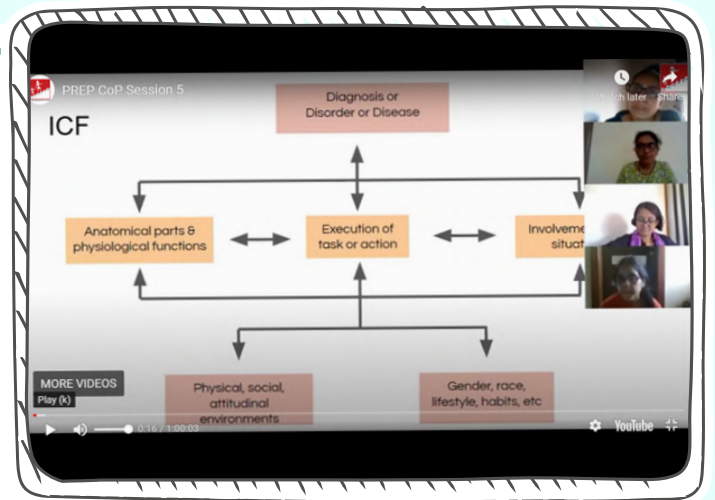 PREP CoP Session 5
Watch later
Share
ICF
Diagnosis or
Disorder or Disease
Anatomical parts &
physiological functions
Execution of
task or action
Involveme
situat
Physical, social,
attitudinal
environments
Gender, race,
lifestyle, habits, etc
MORE VIDEOS
Play (k)
0:16 / 1:00:03
YouTube